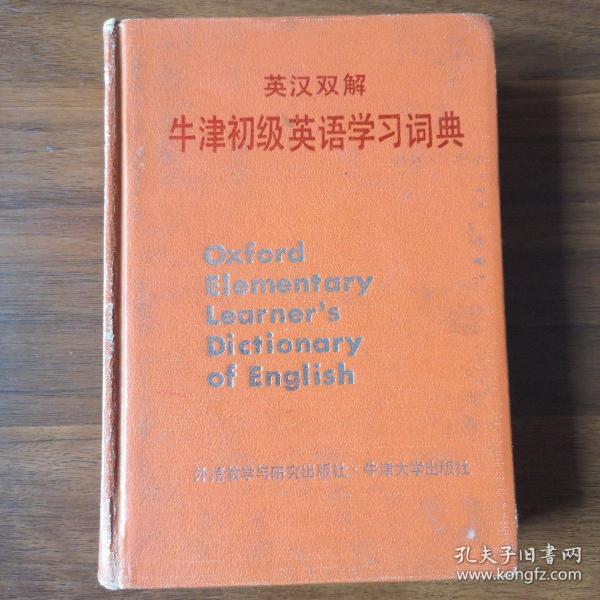 英汉双解
牛津初级英语学习词典
Oxford
Elementary
Learner's
Dictionary
of English
外语教学与研究出版社·牛津大学出版社
孔夫子旧书网
www.kongfz.com